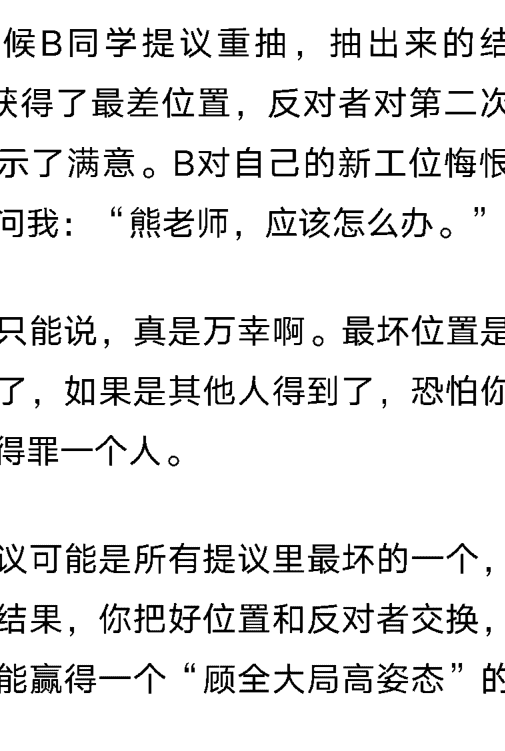 候B同学提议重抽，抽出来的结
获得了最差位置，反对者对第二次
示了满意。B对自己的新工位悔恨
问我：“熊老师，应该怎么办。”
只能说，真是万幸啊。最坏位置是
了，如果是其他人得到了，恐怕你
得罪一个人。
议可能是所有提议里最坏的一个，
结果，你把好位置和反对者交换，
能赢得一个“顾全大局高姿态”的